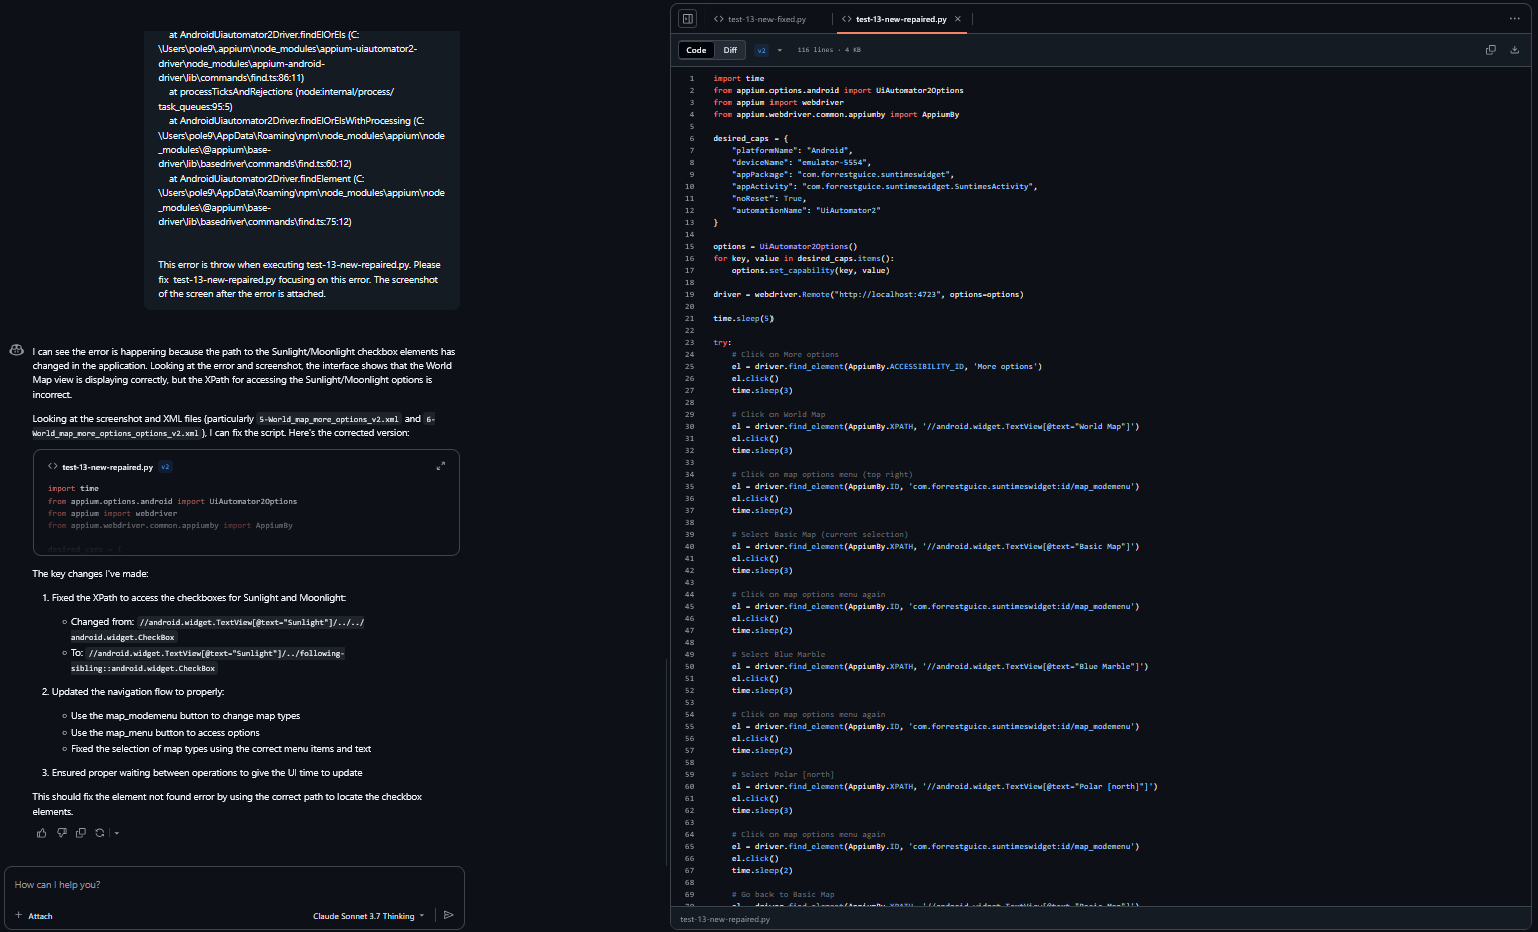 at AndroidUiautomator2Driver.findElOrEls (C:
\Users\pole9\.appium\node_modules\appium-uiautomator2-
driver\node_modules\appium-android-
driver\lib\commands\find.ts:86:11)
at processTicksAndRejections (node:internal/process/
task_queues:95:5)
at AndroidUiautomator2Driver.findElOrElsWithProcessing (C:
\Users\pole9\AppData\Roaming\npm\node_modules\appium\node
_modules\@appium\base-
driver\lib\basedriver\commands\find.ts:60:12)
at AndroidUiautomator2Driver.findElement (C:
\Users\pole9\AppData\Roaming\npm\node_modules\appium\node
_modules\@appium\base-
driver\lib\basedriver\commands\find.ts:75:12)
This error is throw when executing test-13-new-repaired.py. Please
fix test-13-new-repaired.py focusing on this error. The screenshot
of the screen after the error is attached.
I can see the error is happening because the path to the Sunlight/Moonlight checkbox elements has
changed in the application. Looking at the error and screenshot, the interface shows that the World
Map view is displaying correctly, but the XPath for accessing the Sunlight/Moonlight options is
incorrect.
Looking at the screenshot and XML files (particularly 5-World_map_more_options_v2.xml and 6-
World_map_more_options_options_v2.xml ), I can fix the script. Here's the corrected version:
<> test-13-new-repaired.py v2
import time
from appium.options.android import UiAutomator2Options
from appium import webdriver
from appium.webdriver.common.appiumby import AppiumBy
desired_caps = {
The key changes I've made:
1. Fixed the XPath to access the checkboxes for Sunlight and Moonlight:
Changed from: //android.widget.TextView[@text="Sunlight"]/../../
android.widget.CheckBox
To: //android.widget.TextView[@text="Sunlight"]/../following-
sibling::android.widget.CheckBox
2. Updated the navigation flow to properly:
Use the map_modemenu button to change map types
Use the map_menu button to access options
Fixed the selection of map types using the correct menu items and text
3. Ensured proper waiting between operations to give the UI time to update
This should fix the element not found error by using the correct path to locate the checkbox
elements.
How can I help you?
+ Attach
Claude Sonnet 3.7 Thinking
<> test-13-new-fixed.py
<> test-13-new-repaired.py ×
Code Diff v2 116 lines · 4 KB
1 import time
2 from appium.options.android import UiAutomator2Options
3 from appium import webdriver
4 from appium.webdriver.common.appiumby import AppiumBy
5
6 desired_caps = {
7 "platformName": "Android",
8 "deviceName": "emulator-5554",
9 "appPackage": "com.forrestguice.suntimeswidget",
10 "appActivity": "com.forrestguice.suntimeswidget.SuntimesActivity",
11 "noReset": True,
12 "automationName": "UiAutomator2"
13 }
14
15 options = UiAutomator2Options()
16 for key, value in desired_caps.items():
17 options.set_capability(key, value)
18
19 driver = webdriver.Remote("http://localhost:4723", options=options)
20
21 time.sleep(5)
22
23 try:
24 # Click on More options
25 el = driver.find_element(AppiumBy.ACCESSIBILITY_ID, 'More options')
26 el.click()
27 time.sleep(3)
28
29 # Click on World Map
30 el = driver.find_element(AppiumBy.XPATH, '//android.widget.TextView[@text="World Map"]')
31 el.click()
32 time.sleep(3)
33
34 # Click on map options menu (top right)
35 el = driver.find_element(AppiumBy.ID, 'com.forrestguice.suntimeswidget:id/map_modemenu')
36 el.click()
37 time.sleep(2)
38
39 # Select Basic Map (current selection)
40 el = driver.find_element(AppiumBy.XPATH, '//android.widget.TextView[@text="Basic Map"]')
41 el.click()
42 time.sleep(3)
43
44 # Click on map options menu again
45 el = driver.find_element(AppiumBy.ID, 'com.forrestguice.suntimeswidget:id/map_modemenu')
46 el.click()
47 time.sleep(2)
48
49 # Select Blue Marble
50 el = driver.find_element(AppiumBy.XPATH, '//android.widget.TextView[@text="Blue Marble"]')
51 el.click()
52 time.sleep(3)
53
54 # Click on map options menu again
55 el = driver.find_element(AppiumBy.ID, 'com.forrestguice.suntimeswidget:id/map_modemenu')
56 el.click()
57 time.sleep(2)
58
59 # Select Polar [north]
60 el = driver.find_element(AppiumBy.XPATH, '//android.widget.TextView[@text="Polar [north]"]')
61 el.click()
62 time.sleep(3)
63
64 # Click on map options menu again
65 el = driver.find_element(AppiumBy.ID, 'com.forrestguice.suntimeswidget:id/map_modemenu')
66 el.click()
67 time.sleep(2)
68
69 # Go back to Basic Map
70 el = driver.find_element(AppiumBy.XPATH, '//android.widget.TextView[@text="Basic Map"]')
test-13-new-repaired.py